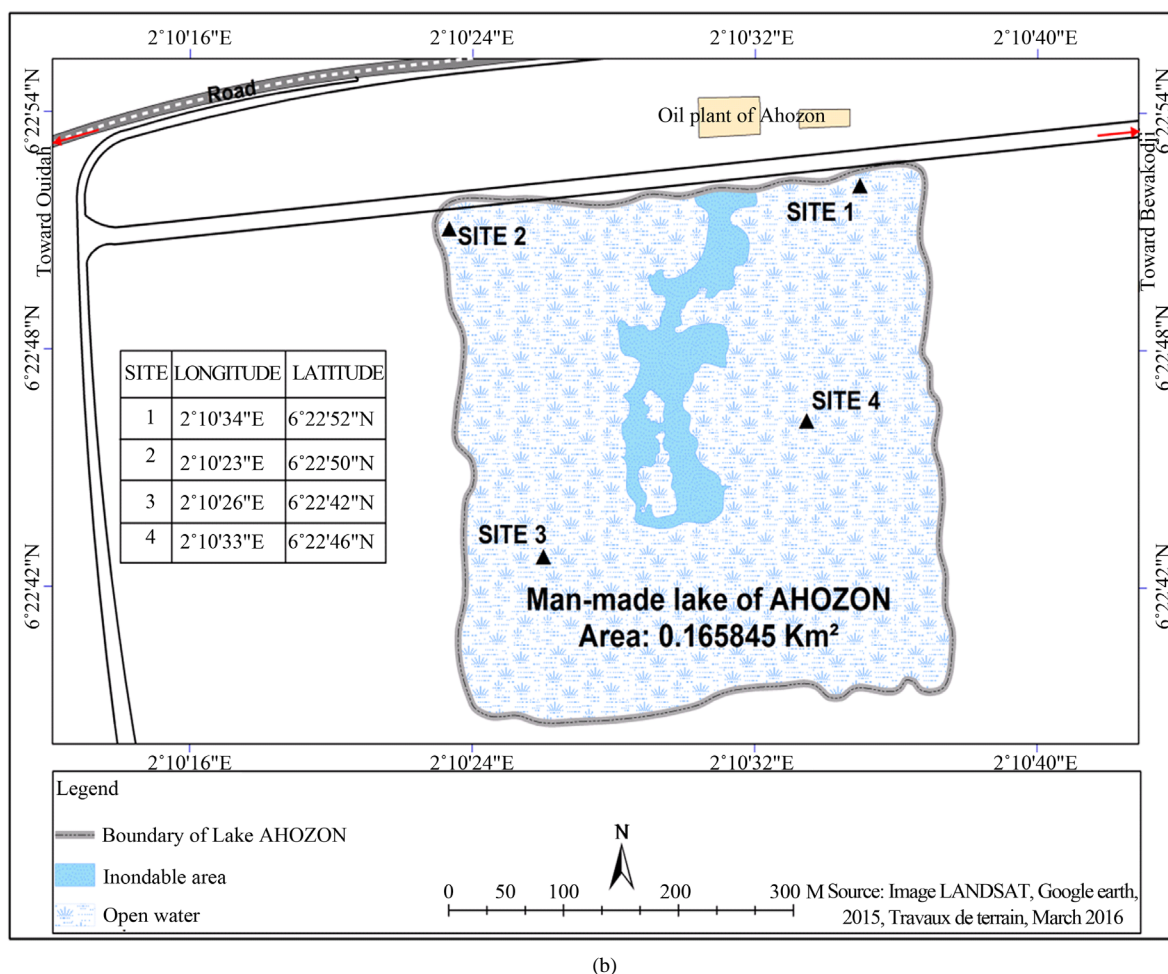 2°10'16"E 2°10'24"E 2°10'32"E 2°10'40"E
6°22'54"N
6°22'54"N
Road
Oil plant of Ahozon
Toward Ouidah
Toward Bewakodji
SITE 1
SITE 2
6°22'48"N
6°22'48"N
SITE LONGITUDE LATITUDE
1 2°10'34"E 6°22'52"N
2 2°10'23"E 6°22'50"N
3 2°10'26"E 6°22'42"N
4 2°10'33"E 6°22'46"N
SITE 4
SITE 3
6°22'42"N
6°22'42"N
Man-made lake of AHOZON
Area: 0.165845 Km²
2°10'16"E 2°10'24"E 2°10'32"E 2°10'40"E
Legend
Boundary of Lake AHOZON
Inondable area
Open water
N
0 50 100 200 300 M
Source: Image LANDSAT, Google earth,
2015, Travaux de terrain, March 2016
(b)